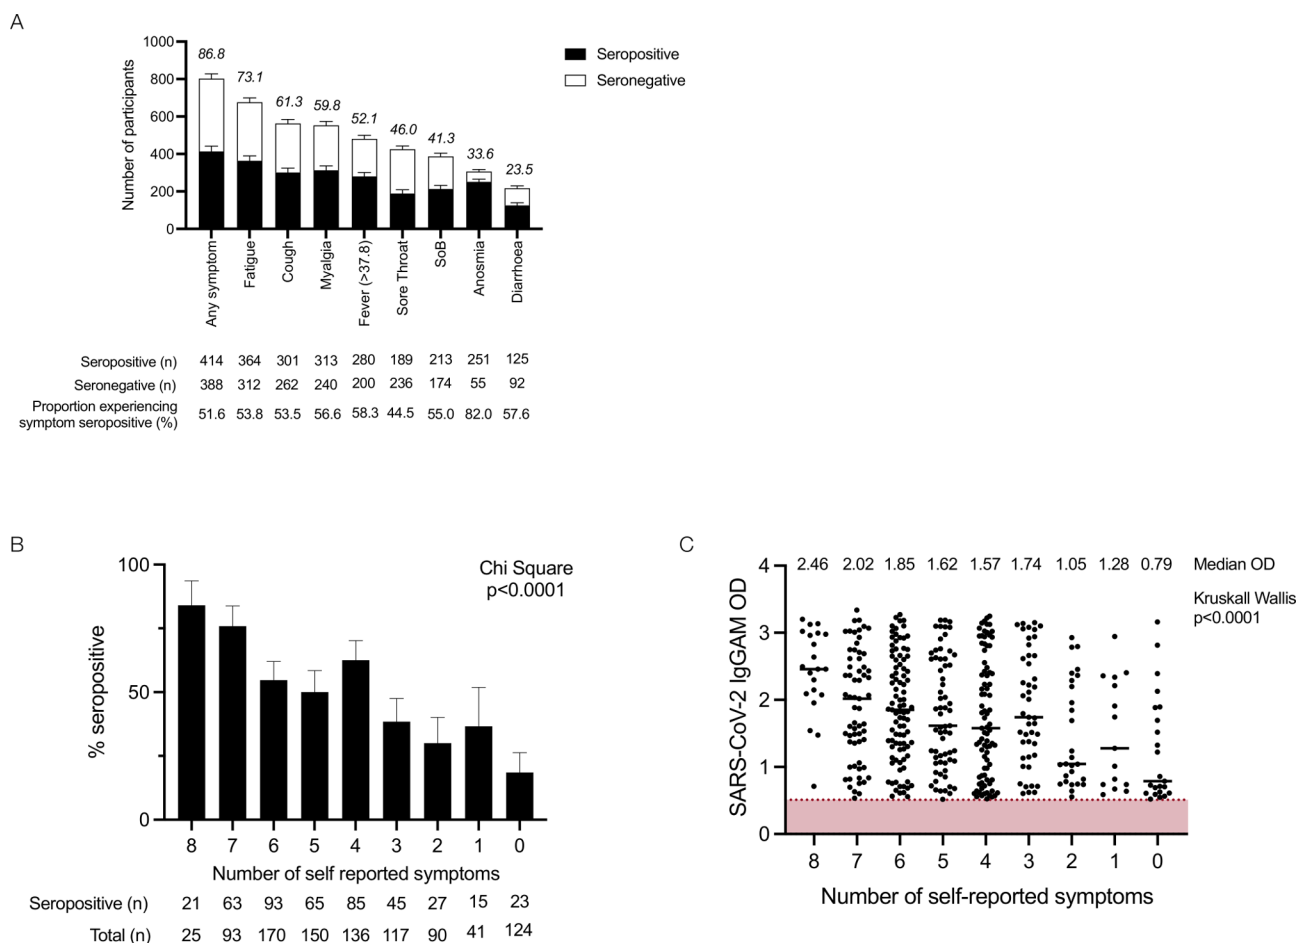 A
Number of participants
1000
800
600
400
200
0
86.8 73.1 61.3 59.8 52.1 46.0 41.3 33.6 23.5
Seropositive
Seronegative
Any symptom
Fatigue
Cough
Myalgia
Fever (>37.8)
Sore Throat
SoB
Anosmia
Diarrhoea
Seropositive (n) 414 364 301 313 280 189 213 251 125
Seronegative (n) 388 312 262 240 200 236 174 55 92
Proportion experiencing
symptom seropositive (%) 51.6 53.8 53.5 56.6 58.3 44.5 55.0 82.0 57.6
B
% seropositive
100
50
0
Chi Square
p<0.0001
8 7 6 5 4 3 2 1 0
Number of self reported symptoms
Seropositive (n) 21 63 93 65 85 45 27 15 23
Total (n) 25 93 170 150 136 117 90 41 124
C
SARS-CoV-2 IgGAM OD
4
3
2
1
0
2.46 2.02 1.85 1.62 1.57 1.74 1.05 1.28 0.79 Median OD
Kruskall Wallis
p<0.0001
8 7 6 5 4 3 2 1 0
Number of self-reported symptoms